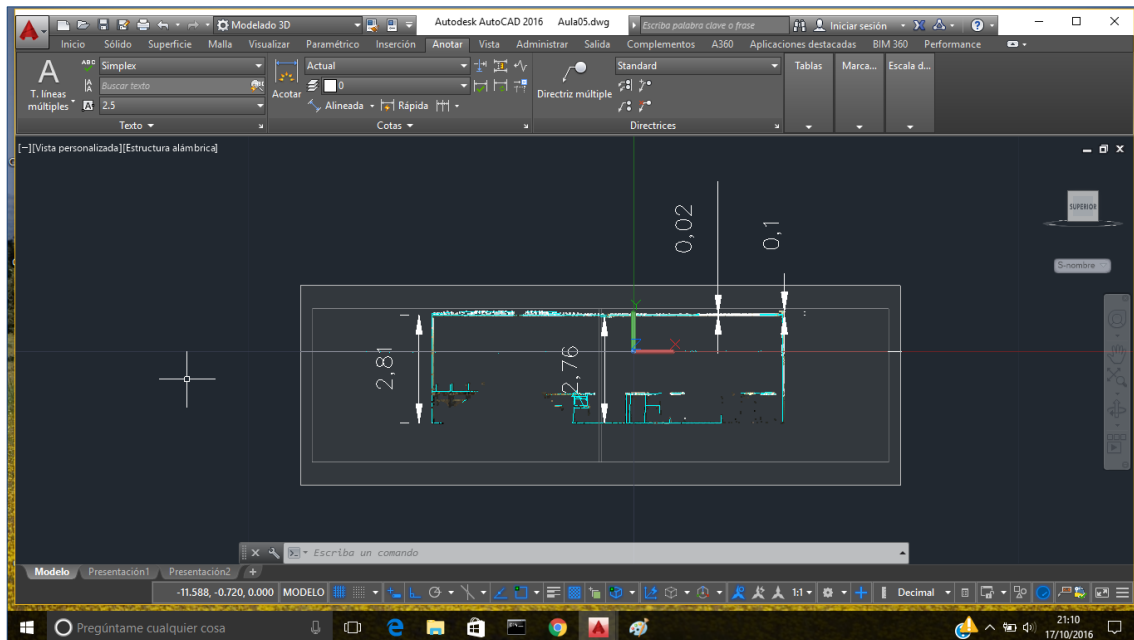 Modelado 3D
Autodesk AutoCAD 2016 Aula05.dwg
Escriba palabra clave o frase
Iniciar sesión
Inicio Sólido Superficie Malla Visualizar Paramétrico Inserción Anotar Vista Administrar Salida Complementos A360 Aplicaciones destacadas BIM 360 Performance
A
T. líneas
múltiples
ABC Simplex
Buscar texto
2.5
Texto
Acotar
Actual
0
Alineada Rápida
Cotas
Directriz múltiple
Standard
Directrices
Tablas
Marca...
Escala d...
[−][Vista personalizada][Estructura alámbrica]
SUPERIOR
S-nombre
0,02
0,1
Y
X
2,81
2,76
Escriba un comando
Modelo Presentación1 Presentación2 +
-11.588, -0.720, 0.000 MODELO
1:1
Decimal
Pregúntame cualquier cosa
21:10
17/10/2016